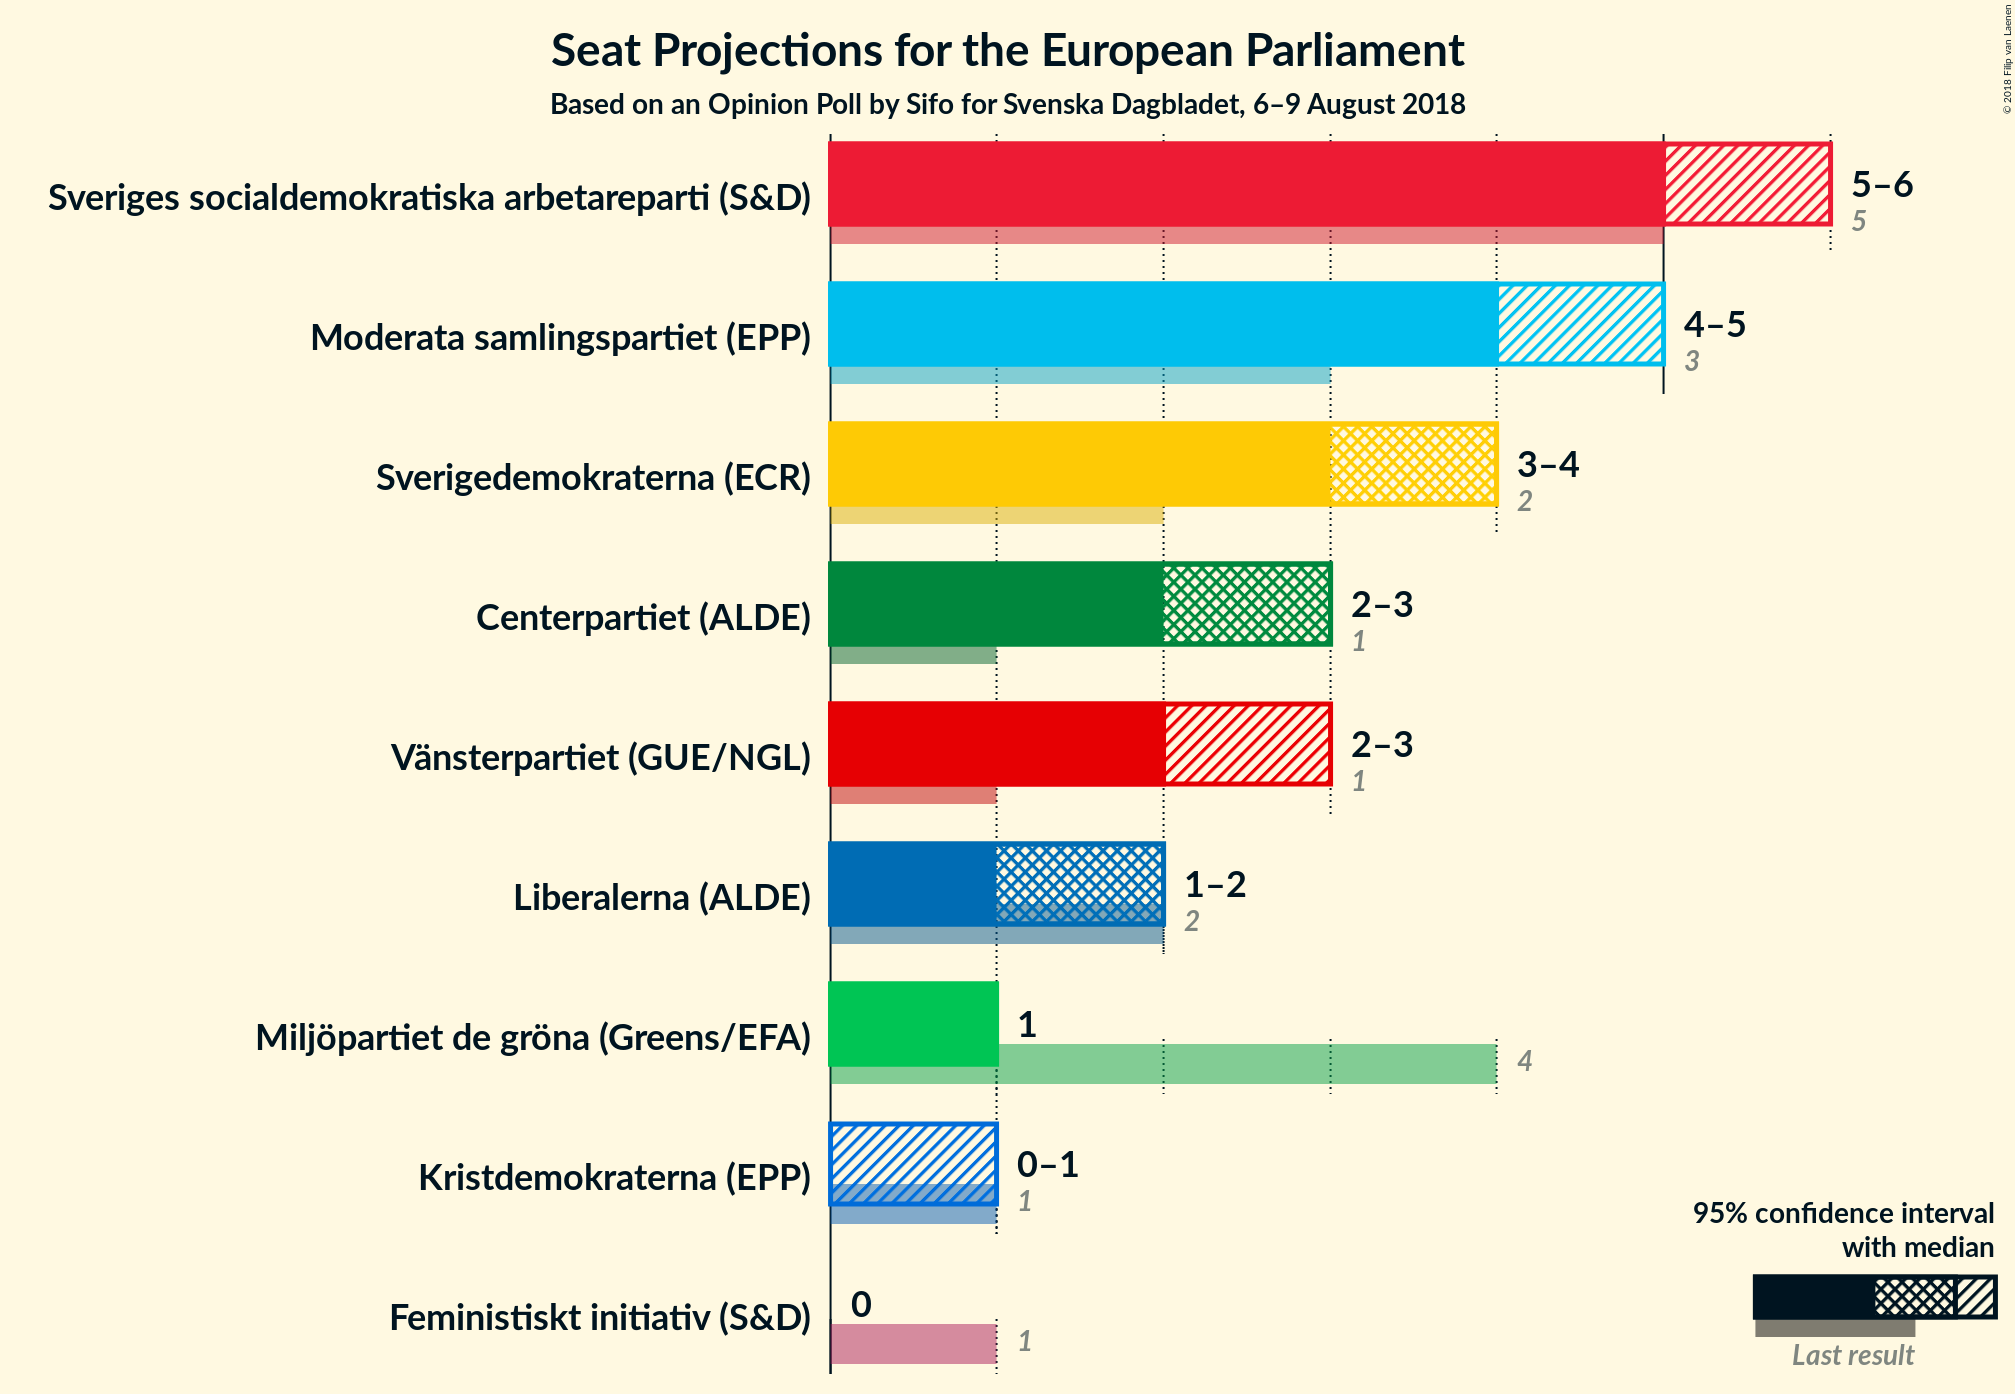 Seat Projections for the European Parliament
Based on an Opinion Poll by Sifo for Svenska Dagbladet, 6–9 August 2018
© 2018 Filip van Laenen
Sveriges socialdemokratiska arbetareparti (S&D)
5–6
5
Moderata samlingspartiet (EPP)
4–5
3
Sverigedemokraterna (ECR)
3–4
2
Centerpartiet (ALDE)
2–3
1
Vänsterpartiet (GUE/NGL)
2–3
1
Liberalerna (ALDE)
1–2
2
Miljöpartiet de gröna (Greens/EFA)
1
4
Kristdemokraterna (EPP)
0–1
1
Feministiskt initiativ (S&D)
0
1
95% confidence interval
with median
Last result